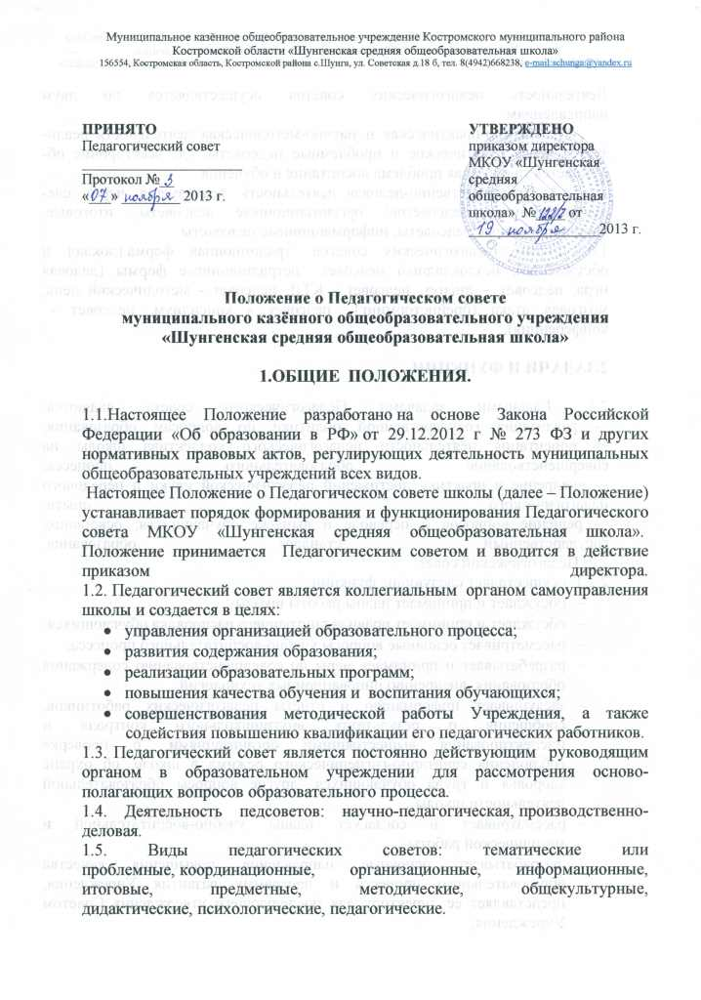 Муниципальное казённое общеобразовательное учреждение Костромского муниципального района
Костромской области «Шунгенская средняя общеобразовательная школа»
156554, Костромская область, Костромской района с.Шунга, ул. Советская д.18 б, тел. 8(4942)668238, e-mail:schunga@yandex.ru
ПРИНЯТО
Педагогический совет
Протокол № 3
«07» ноября 2013 г.
УТВЕРЖДЕНО
приказом директора
МКОУ «Шунгенская
средняя
общеобразовательная
школа» № от
19 ноября 2013 г.
Положение о Педагогическом совете
муниципального казённого общеобразовательного учреждения
«Шунгенская средняя общеобразовательная школа»
1.ОБЩИЕ ПОЛОЖЕНИЯ.
1.1.Настоящее Положение разработано на основе Закона Российской
Федерации «Об образовании в РФ» от 29.12.2012 г № 273 ФЗ и других
нормативных правовых актов, регулирующих деятельность муниципальных
общеобразовательных учреждений всех видов.
Настоящее Положение о Педагогическом совете школы (далее – Положение)
устанавливает порядок формирования и функционирования Педагогического
совета МКОУ «Шунгенская средняя общеобразовательная школа».
Положение принимается Педагогическим советом и вводится в действие
приказом директора.
1.2. Педагогический совет является коллегиальным органом самоуправления
школы и создается в целях:
• управления организацией образовательного процесса;
• развития содержания образования;
• реализации образовательных программ;
• повышения качества обучения и воспитания обучающихся;
• совершенствования методической работы Учреждения, а также
содействия повышению квалификации его педагогических работников.
1.3. Педагогический совет является постоянно действующим руководящим
органом в образовательном учреждении для рассмотрения осново-
полагающих вопросов образовательного процесса.
1.4. Деятельность педсоветов: научно-педагогическая, производственно-
деловая.
1.5. Виды педагогических советов: тематические или
проблемные, координационные, организационные, информационные,
итоговые, предметные, методические, общекультурные,
дидактические, психологические, педагогические.